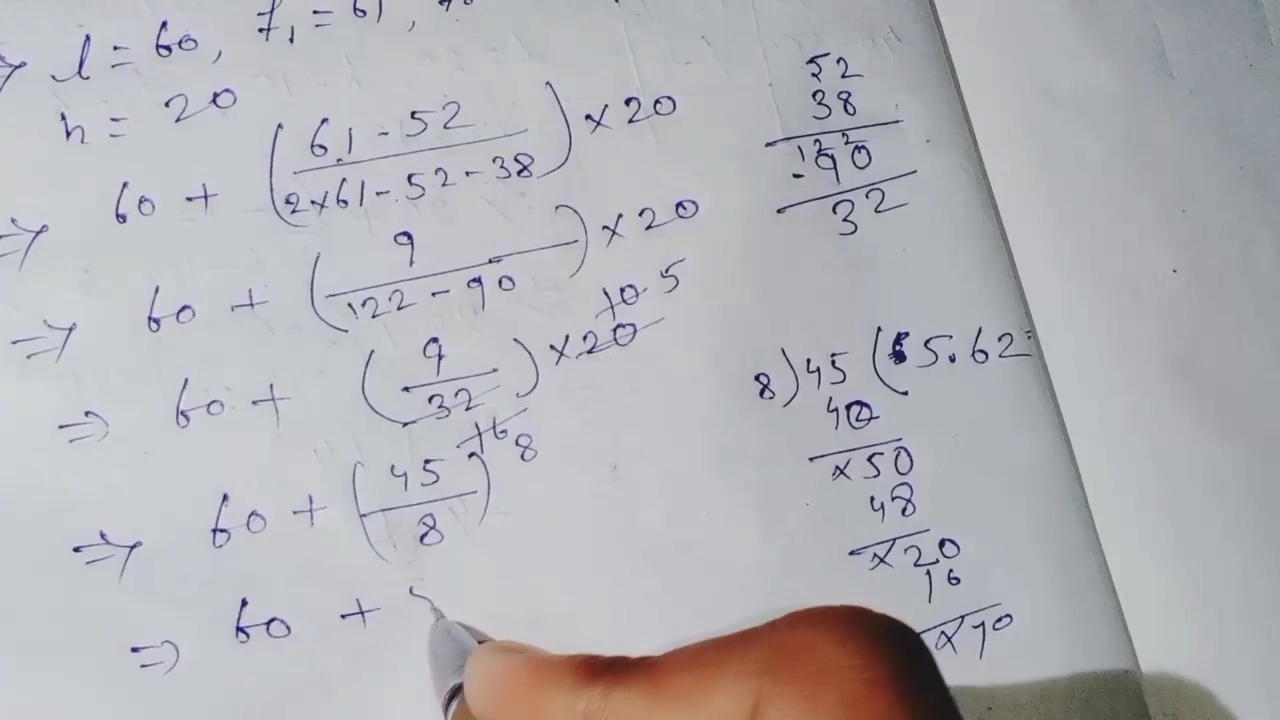 ⇒ l = 60, f₁ = 61,
h = 20
⇒ 60 + ( 61 - 52 / 2×61 - 52 - 38 ) × 20
⇒ 60 + ( 9 / 122 - 90 ) × 20
10 5
⇒ 60 + ( 9 / 32 ) × 20
16 8
⇒ 60 + ( 45 / 8 )
⇒ 60 +
52
38
122
- 90
32
8 ) 45 ( 5.62
40
×50
48
×20
16